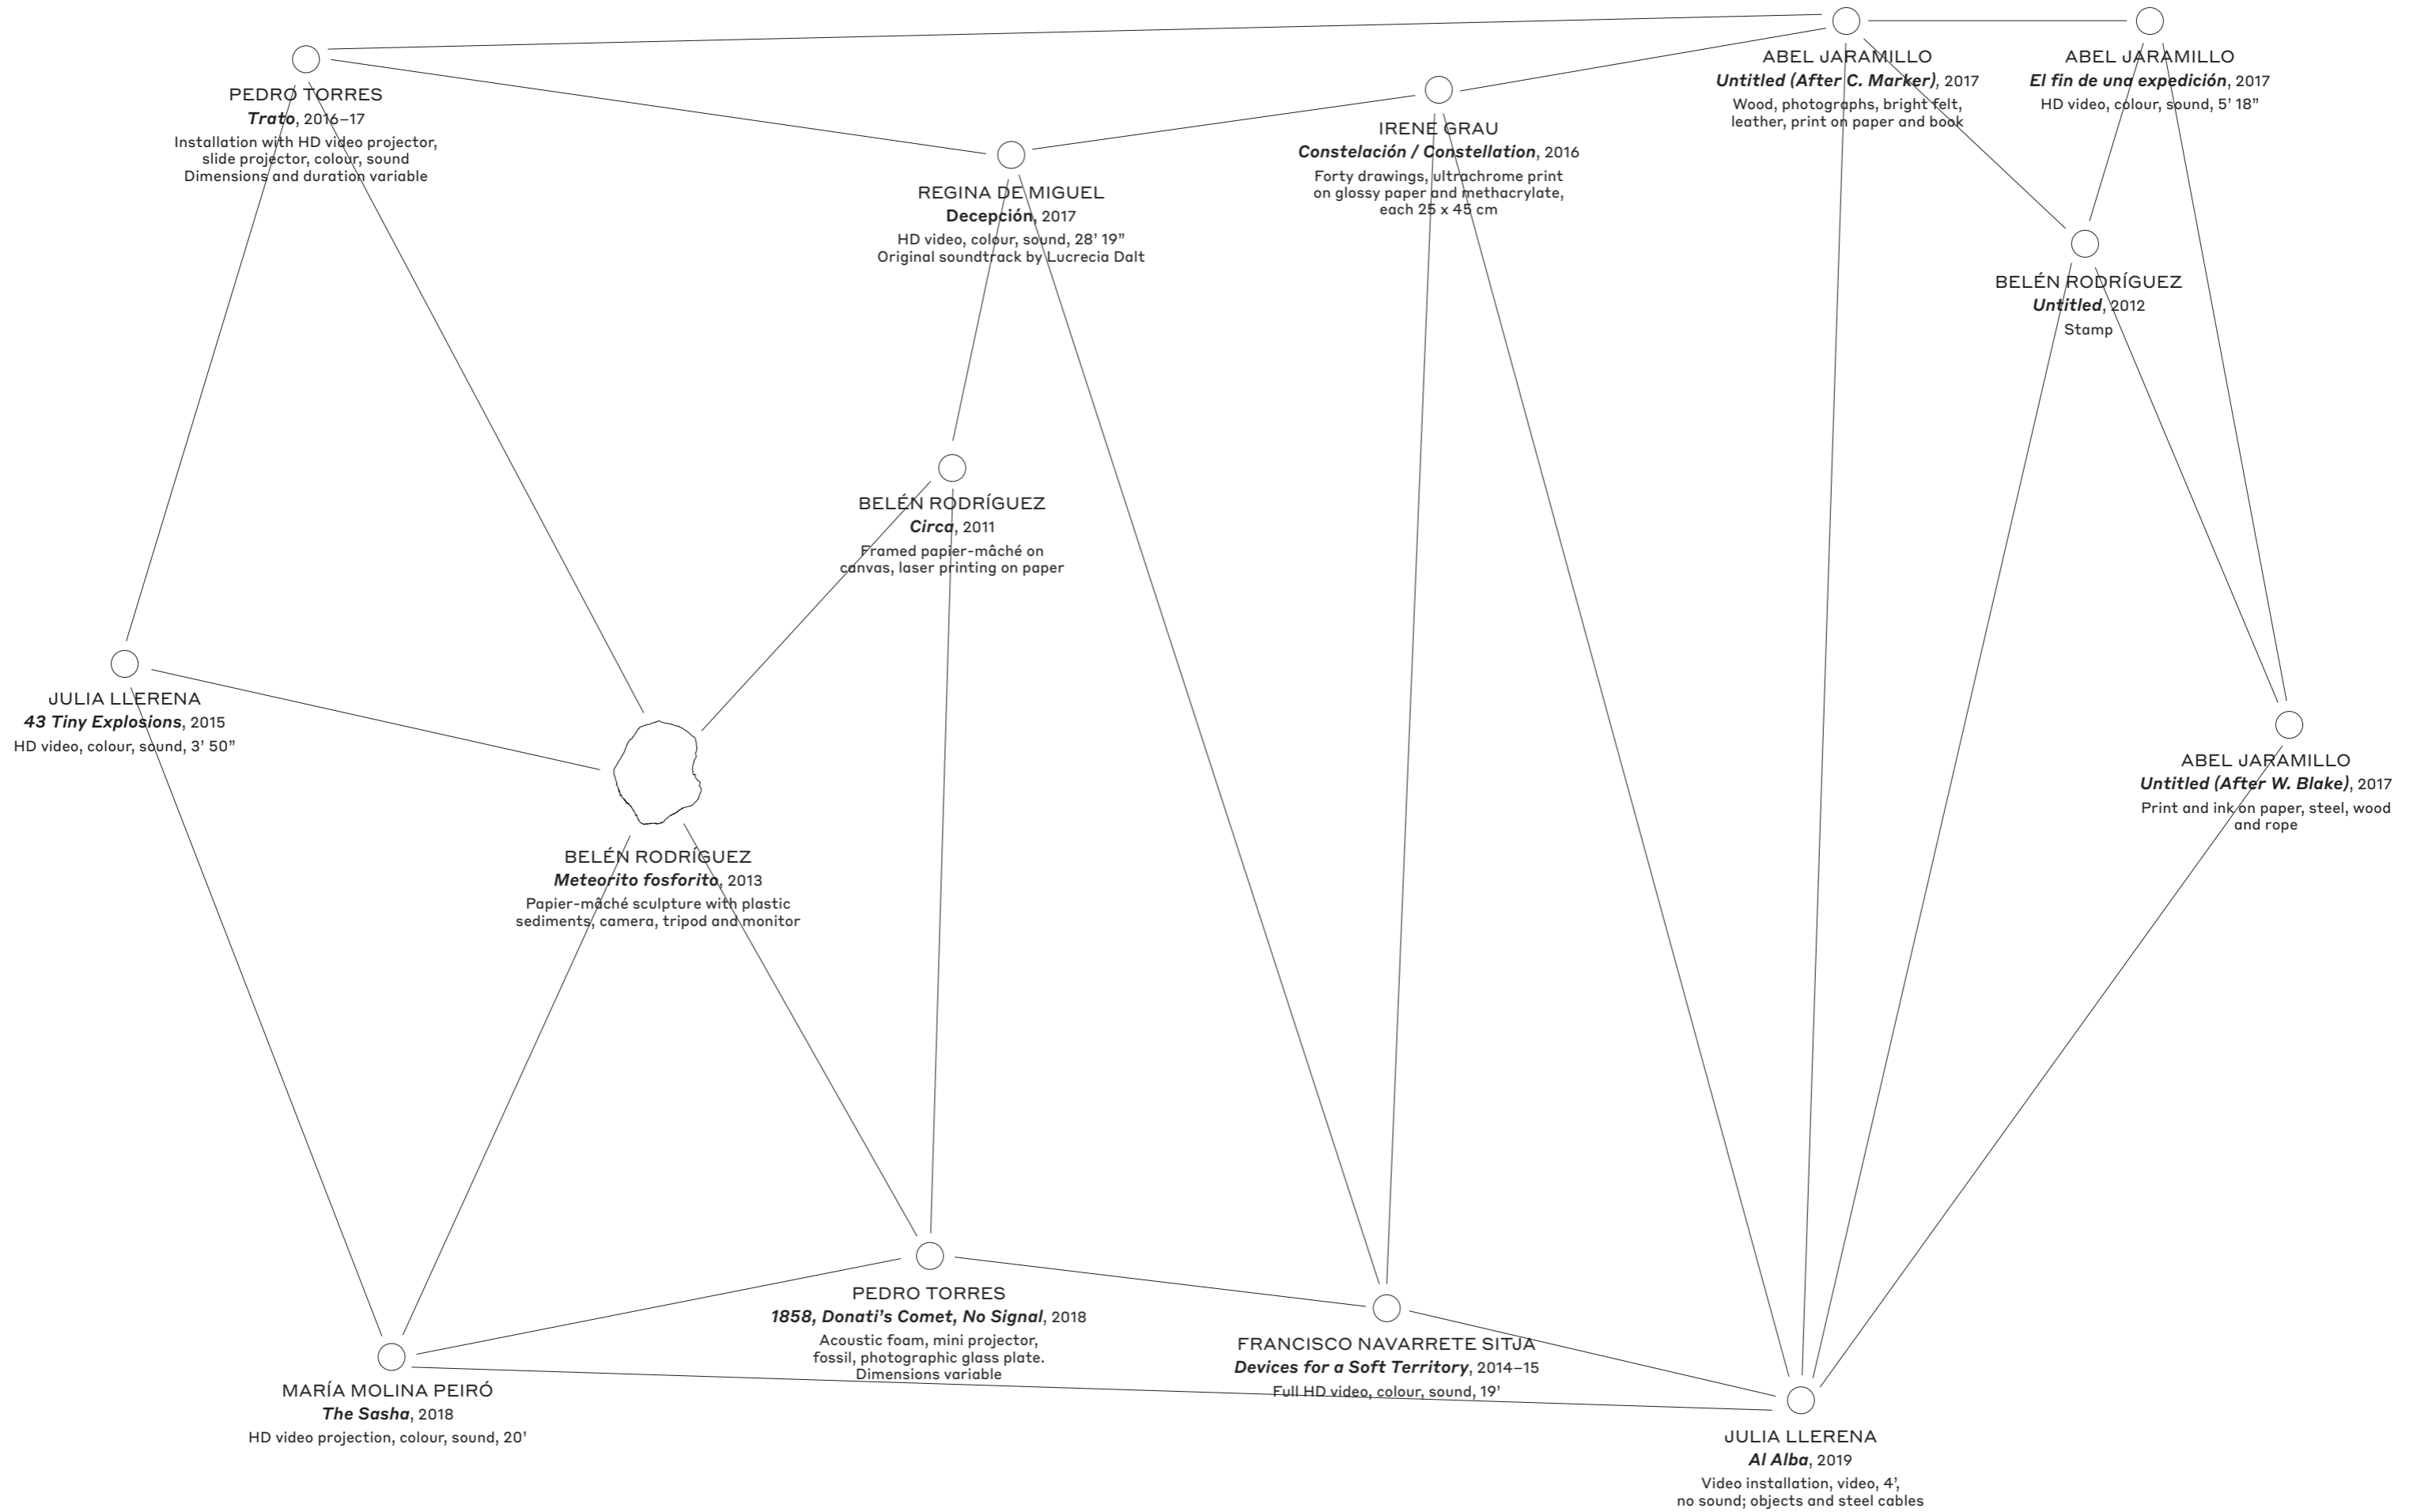 ABEL JARAMILLO
Untitled (After C. Marker), 2017
Wood, photographs, bright felt,
leather, print on paper and book
ABEL JARAMILLO
El fin de una expedición, 2017
HD video, colour, sound, 5’ 18”
PEDRO TORRES
Trato, 2016–17
Installation with HD video projector,
slide projector, colour, sound
Dimensions and duration variable
IRENE GRAU
Constelación / Constellation, 2016
Forty drawings, ultrachrome print
on glossy paper and methacrylate,
each 25 x 45 cm
REGINA DE MIGUEL
Decepción, 2017
HD video, colour, sound, 28’ 19”
Original soundtrack by Lucrecia Dalt
BELÉN RODRÍGUEZ
Untitled, 2012
Stamp
BELÉN RODRÍGUEZ
Circa, 2011
Framed papier-mâché on
canvas, laser printing on paper
JULIA LLERENA
43 Tiny Explosions, 2015
HD video, colour, sound, 3’ 50”
ABEL JARAMILLO
Untitled (After W. Blake), 2017
Print and ink on paper, steel, wood
and rope
BELÉN RODRÍGUEZ
Meteorito fosforito, 2013
Papier-mâché sculpture with plastic
sediments, camera, tripod and monitor
PEDRO TORRES
1858, Donati’s Comet, No Signal, 2018
Acoustic foam, mini projector,
fossil, photographic glass plate.
Dimensions variable
FRANCISCO NAVARRETE SITJA
Devices for a Soft Territory, 2014–15
Full HD video, colour, sound, 19’
MARÍA MOLINA PEIRÓ
The Sasha, 2018
HD video projection, colour, sound, 20’
JULIA LLERENA
Al Alba, 2019
Video installation, video, 4’,
no sound; objects and steel cables